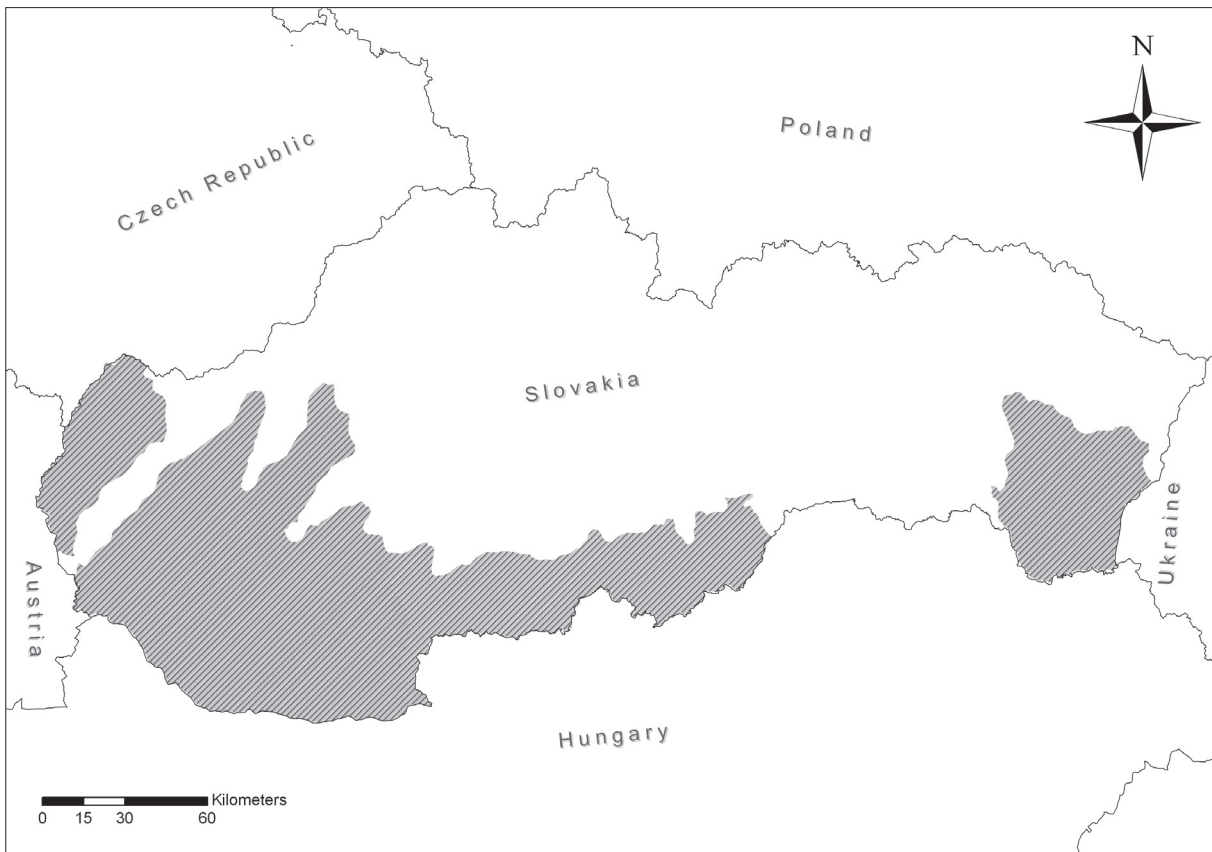 N
Poland
Czech Republic
Slovakia
Ukraine
Austria
Hungary
Kilometers
0 15 30 60